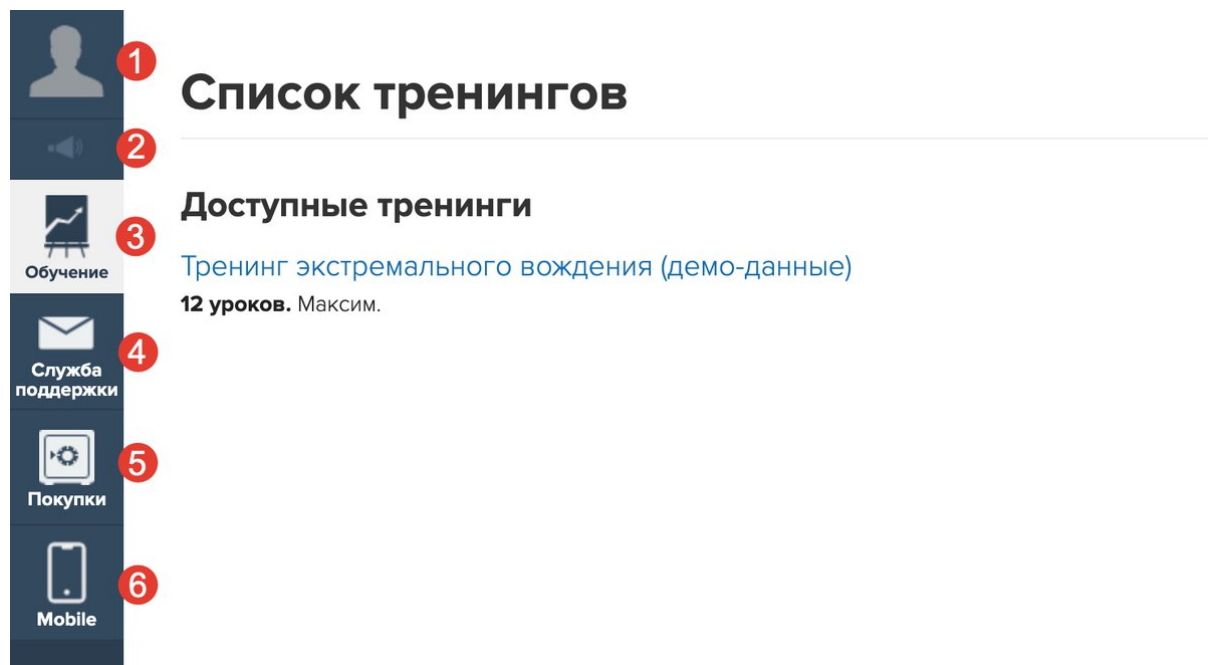 1
Список тренингов
2
Доступные тренинги
3
Обучение
Тренинг экстремального вождения (демо-данные)
12 уроков. Максим.
4
Служба
поддержки
5
Покупки
6
Mobile